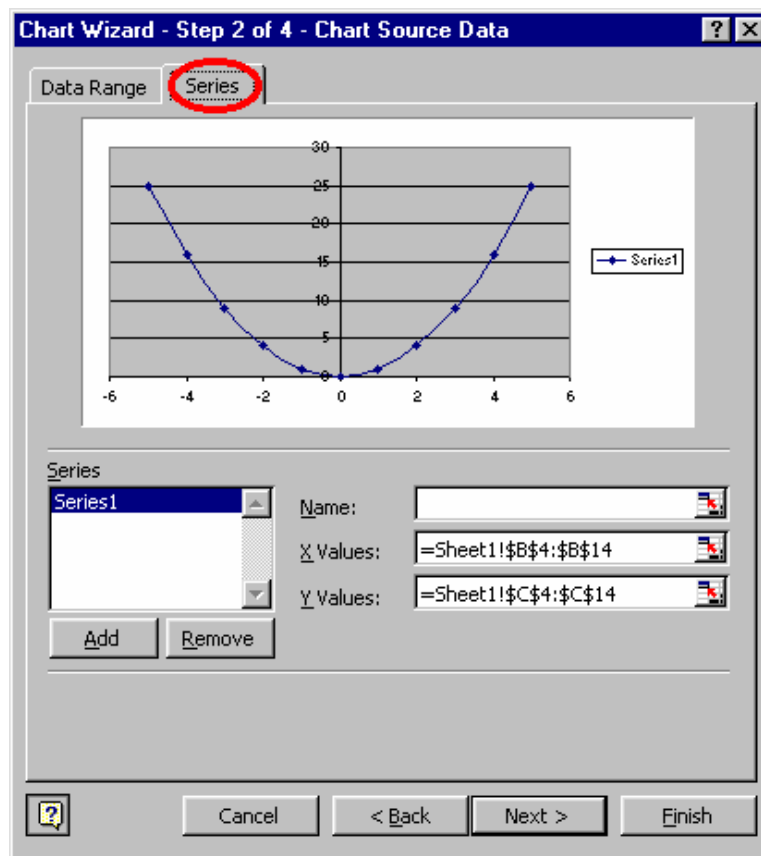 Chart Wizard - Step 2 of 4 - Chart Source Data
Data Range Series
30
25
20
15
10
5
0
-6 -4 -2 0 2 4 6
Series1
Series
Series1
Name:
X Values: =Sheet1!$B$4:$B$14
Y Values: =Sheet1!$C$4:$C$14
Add Remove
Cancel < Back Next > Finish